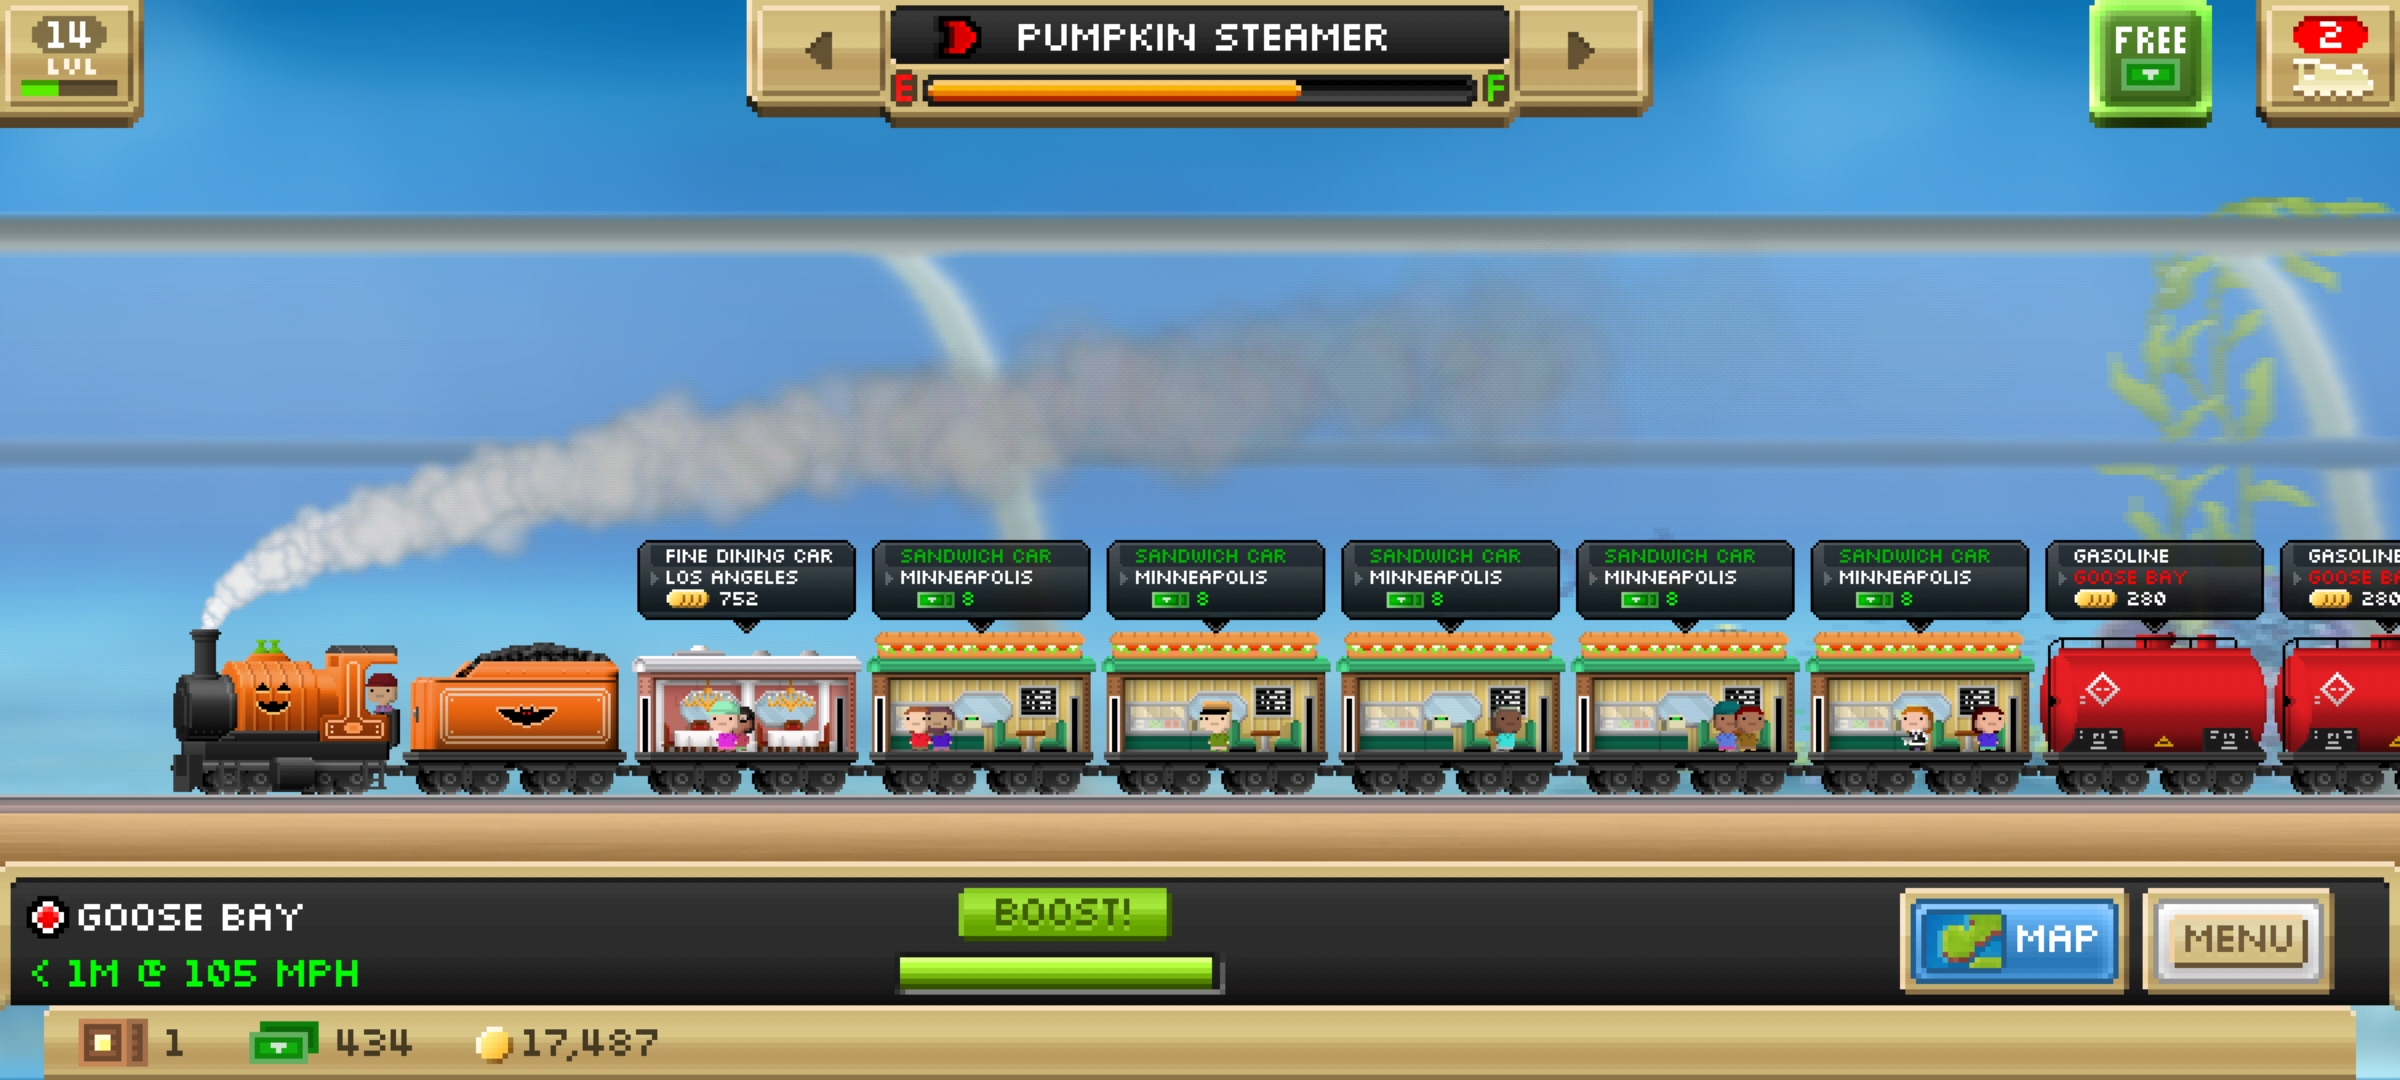 14
LVL
PUMPKIN STEAMER
E
F
FREE
2
FINE DINING CAR
LOS ANGELES
752
SANDWICH CAR
MINNEAPOLIS
8
SANDWICH CAR
MINNEAPOLIS
8
SANDWICH CAR
MINNEAPOLIS
8
SANDWICH CAR
MINNEAPOLIS
8
SANDWICH CAR
MINNEAPOLIS
8
GASOLINE
GOOSE BAY
280
GASOLINE
GOOSE BA
280
GOOSE BAY
< 1M @ 105 MPH
BOOST!
MAP
MENU
1
434
17,487